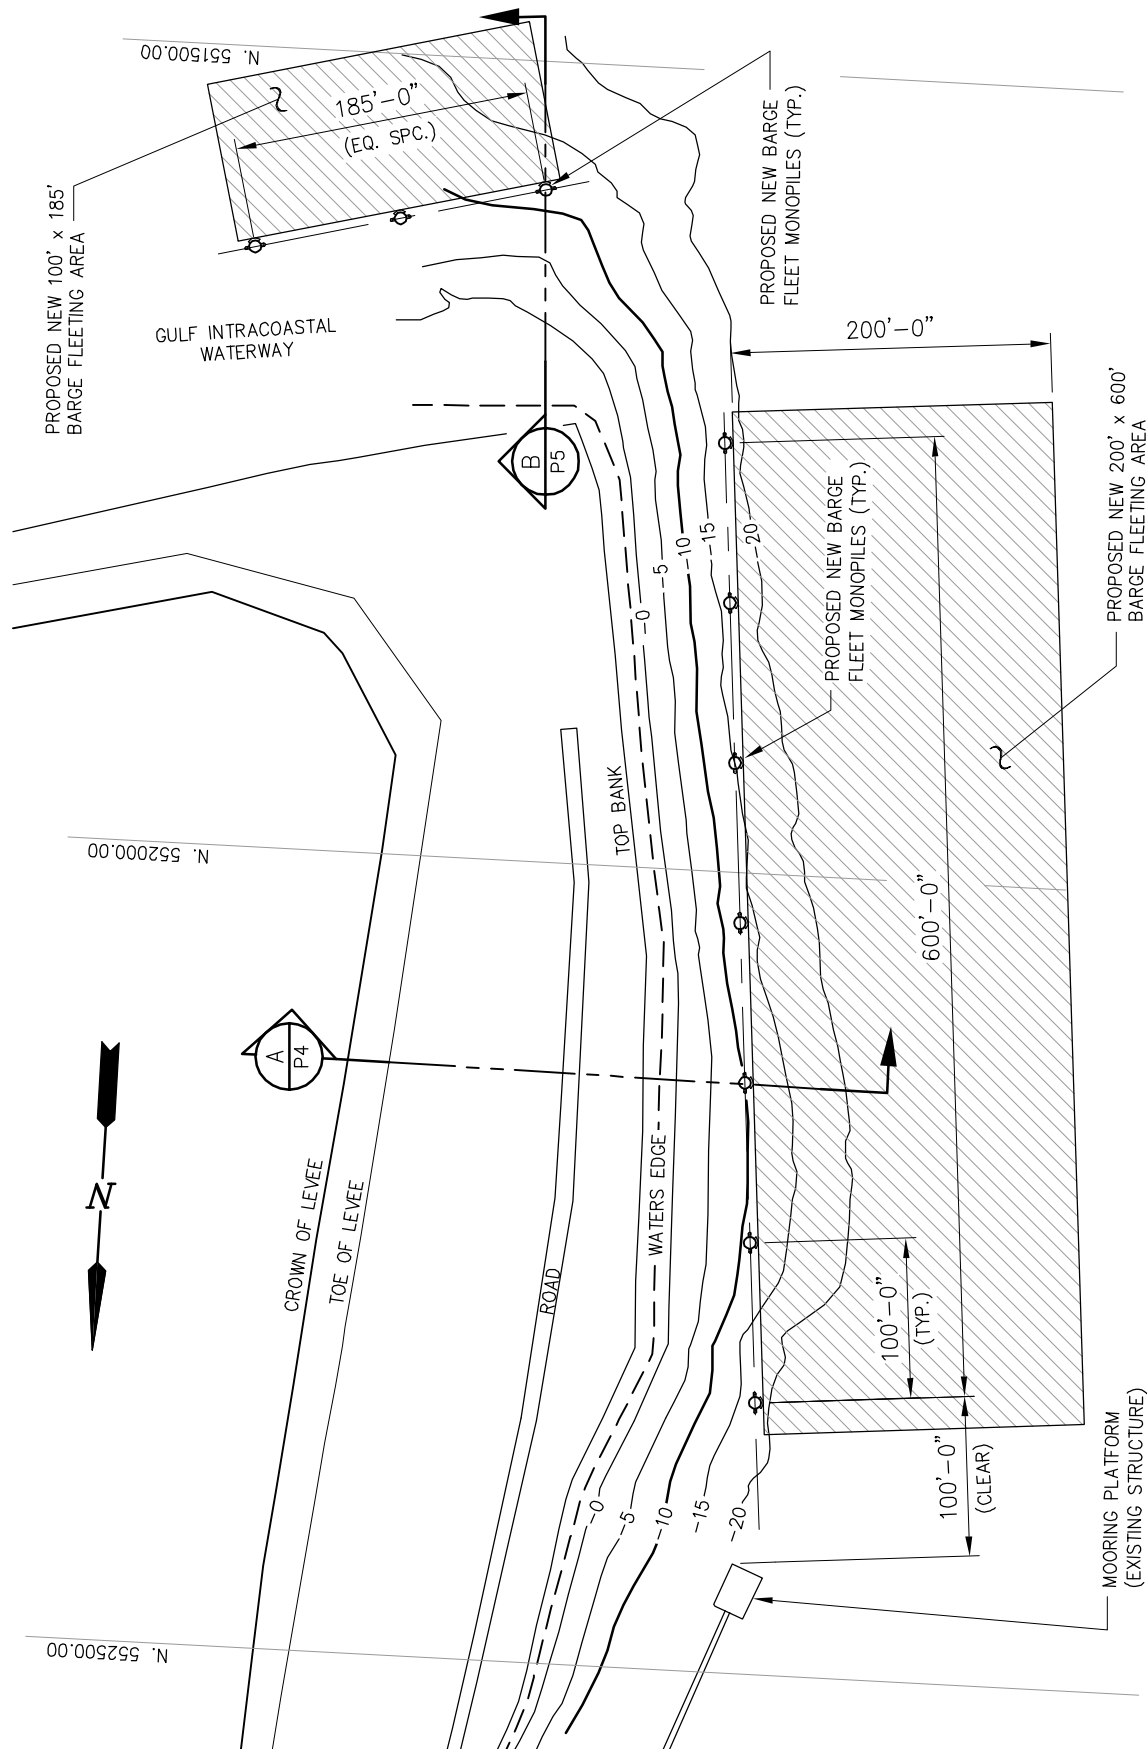 N. 551500.00
185'-0"
(EQ. SPC.)
PROPOSED NEW 100' x 185'
BARGE FLEETING AREA
PROPOSED NEW BARGE
FLEET MONOPILES (TYP.)
GULF INTRACOASTAL
WATERWAY
200'-0"
B
P5
PROPOSED NEW BARGE
FLEET MONOPILES (TYP.)
PROPOSED NEW 200' x 600'
BARGE FLEETING AREA
-0
-5
-10
-15
-20
TOP BANK
N. 552000.00
600'-0"
A
P4
N
CROWN OF LEVEE
TOE OF LEVEE
ROAD
WATERS EDGE
100'-0"
(TYP.)
100'-0"
(CLEAR)
MOORING PLATFORM
(EXISTING STRUCTURE)
-0
-5
-10
-15
-20
N. 552500.00